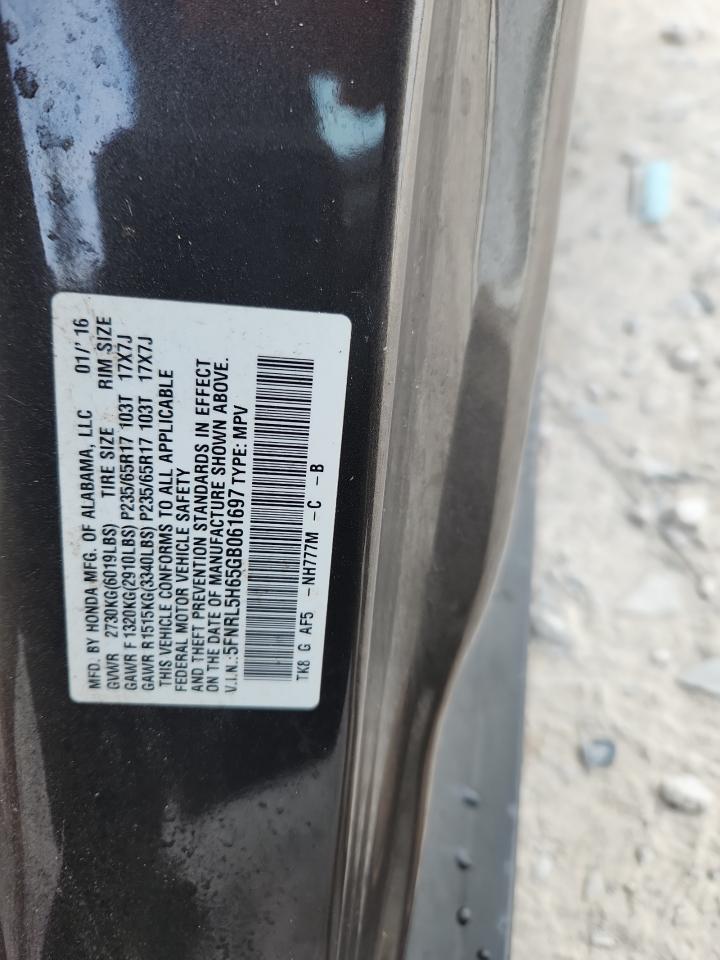 MFD. BY HONDA MFG. OF ALABAMA, LLC 01/' 16
GVWR 2730KG(6019LBS) TIRE SIZE RIM SIZE
GAWR F 1320KG(2910LBS) P235/65R17 103T 17X7J
GAWR R1515KG(3340LBS) P235/65R17 103T 17X7J
THIS VEHICLE CONFORMS TO ALL APPLICABLE
FEDERAL MOTOR VEHICLE SAFETY
AND THEFT PREVENTION STANDARDS IN EFFECT
ON THE DATE OF MANUFACTURE SHOWN ABOVE.
V.I.N.:5FNRL5H65GB061697 TYPE: MPV
TK8 G AF5 -NH777M -C -B